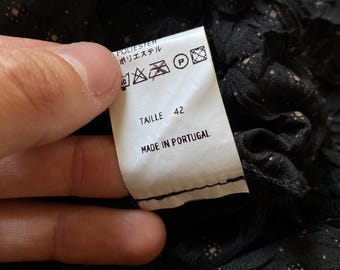 POLYESTER
ポリエステル
P
TAILLE 42
MADE IN PORTUGAL